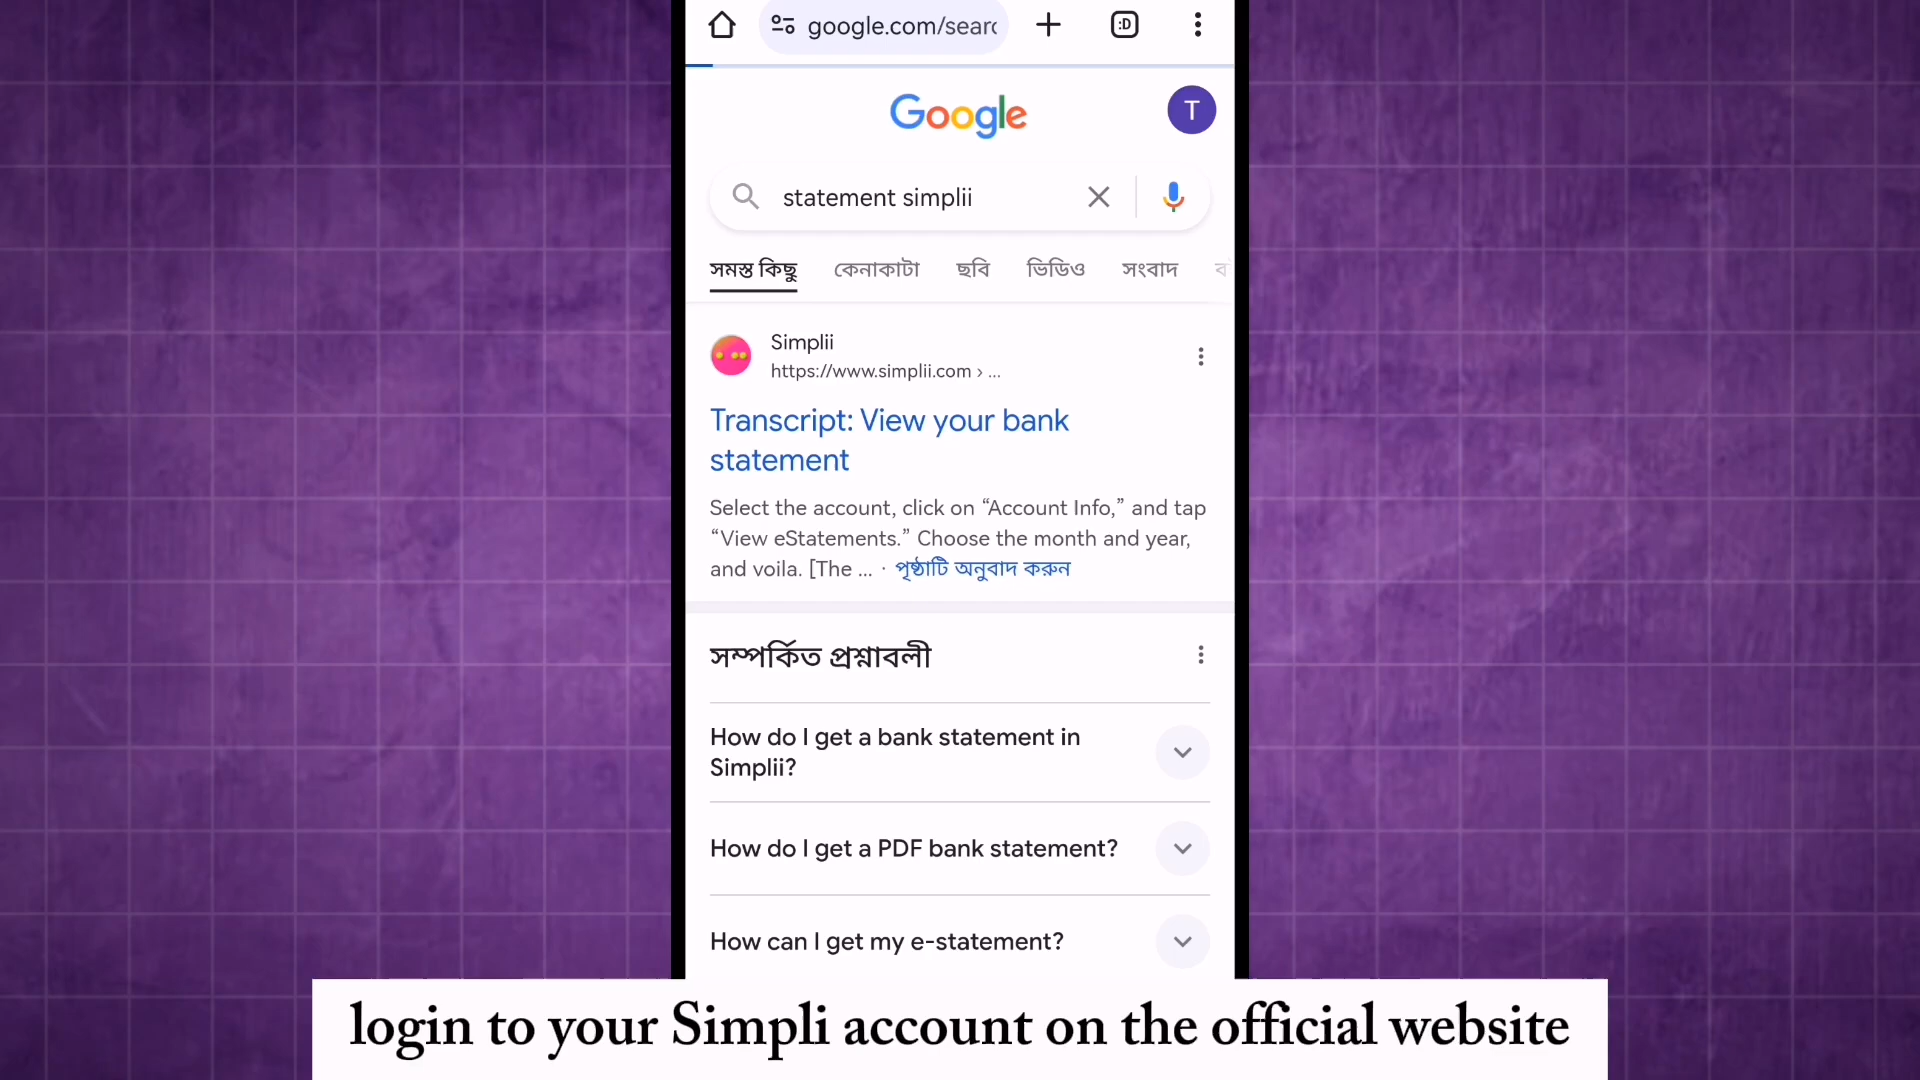 google.com/searc
:D
Google
T
statement simplii
সমস্ত কিছু কেনাকাটা ছবি ভিডিও সংবাদ
Simplii
https://www.simplii.com › ...
Transcript: View your bank
statement
Select the account, click on “Account Info,” and tap
“View eStatements.” Choose the month and year,
and voila. [The ... · পৃষ্ঠাটি অনুবাদ করুন
সম্পর্কিত প্রশ্নাবলী
How do I get a bank statement in
Simplii?
How do I get a PDF bank statement?
How can I get my e-statement?
login to your Simpli account on the official website